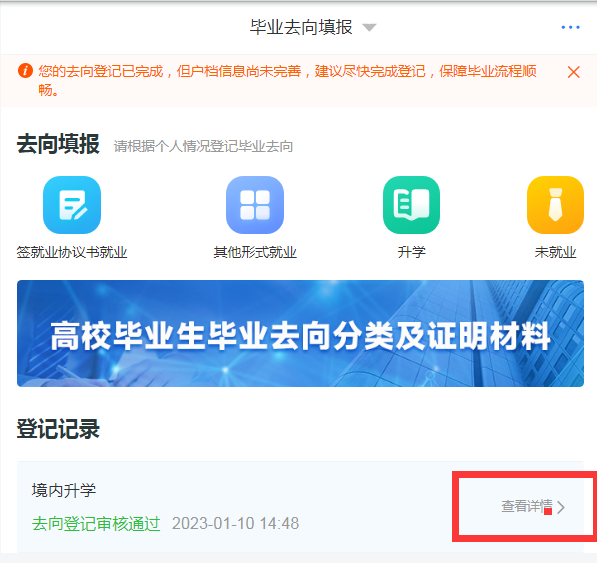 毕业去向填报
您的去向登记已完成，但户档信息尚未完善，建议尽快完成登记，保障毕业流程顺
畅。
去向填报 请根据个人情况登记毕业去向
签就业协议书就业 其他形式就业 升学 未就业
高校毕业生毕业去向分类及证明材料
登记记录
境内升学
去向登记审核通过 2023-01-10 14:48
查看详情